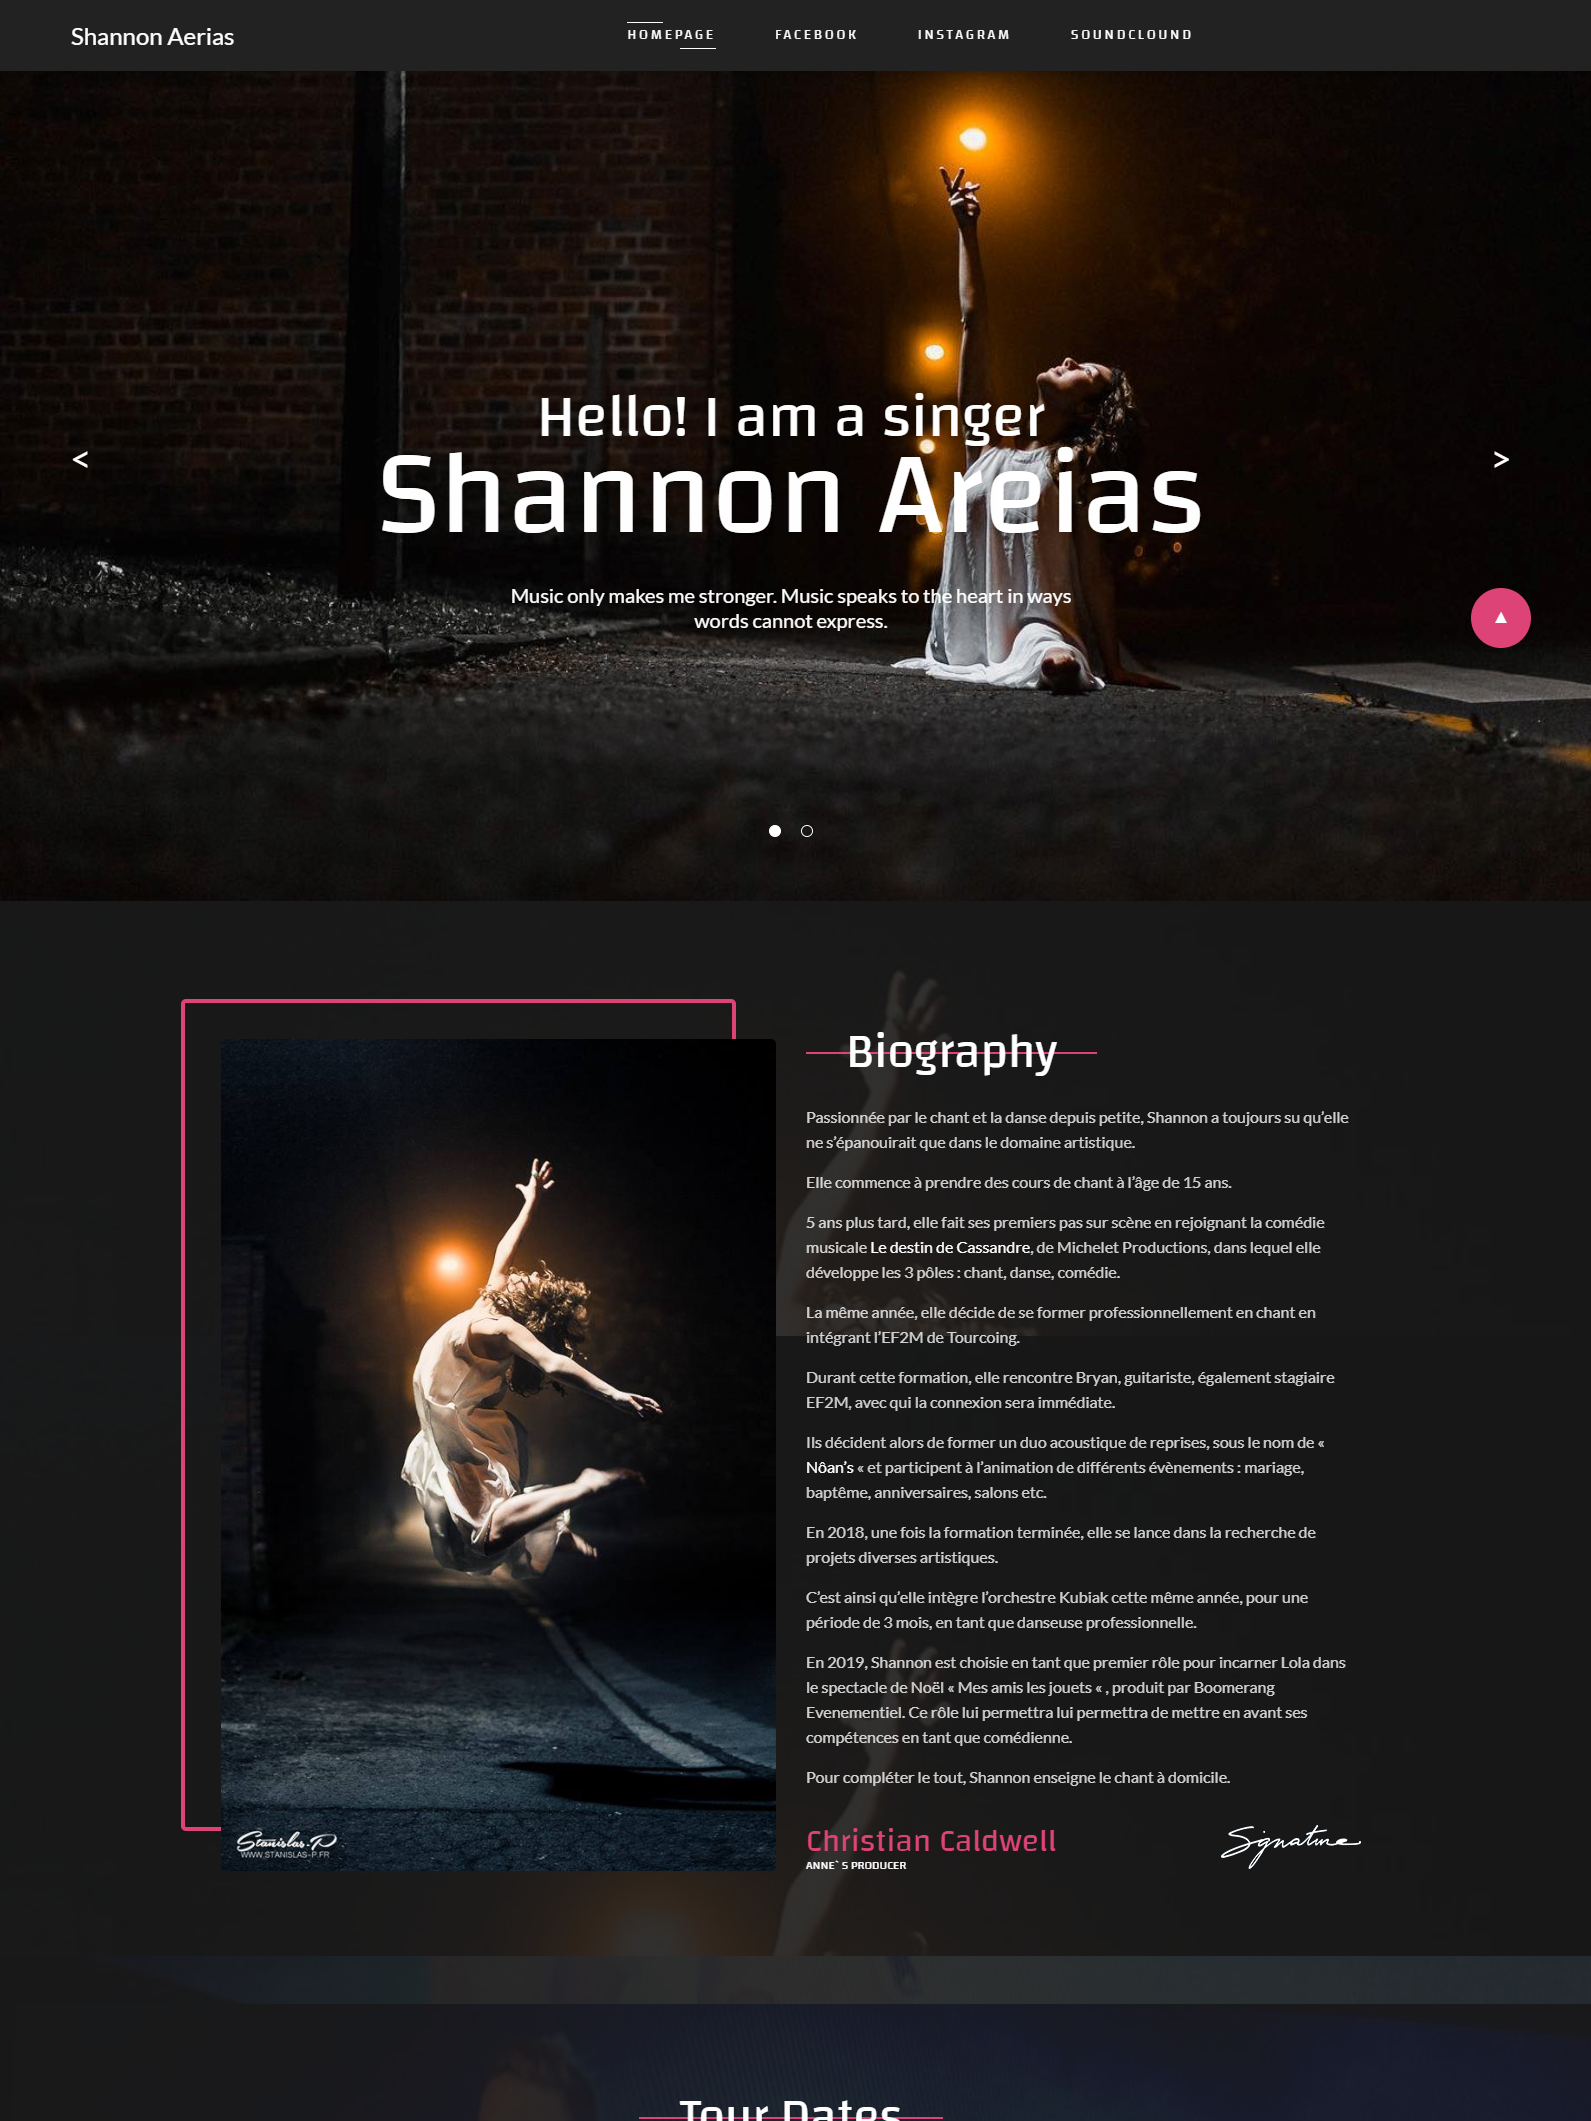 Shannon Aerias
HOMEPAGE FACEBOOK INSTAGRAM SOUNDCLOUND
Hello! I am a singer
Shannon Areias
< >
Music only makes me stronger. Music speaks to the heart in ways
words cannot express.
Biography
Passionnée par le chant et la danse depuis petite, Shannon a toujours su qu’elle
ne s’épanouirait que dans le domaine artistique.
Elle commence à prendre des cours de chant à l’âge de 15 ans.
5 ans plus tard, elle fait ses premiers pas sur scène en rejoignant la comédie
musicale Le destin de Cassandre, de Michelet Productions, dans lequel elle
développe les 3 pôles : chant, danse, comédie.
La même année, elle décide de se former professionnellement en chant en
intégrant l’EF2M de Tourcoing.
Durant cette formation, elle rencontre Bryan, guitariste, également stagiaire
EF2M, avec qui la connexion sera immédiate.
Ils décident alors de former un duo acoustique de reprises, sous le nom de «
Nôan’s « et participent à l’animation de différents évènements : mariage,
baptême, anniversaires, salons etc.
En 2018, une fois la formation terminée, elle se lance dans la recherche de
projets diverses artistiques.
C’est ainsi qu’elle intègre l’orchestre Kubiak cette même année, pour une
période de 3 mois, en tant que danseuse professionnelle.
En 2019, Shannon est choisie en tant que premier rôle pour incarner Lola dans
le spectacle de Noël « Mes amis les jouets « , produit par Boomerang
Evenementiel. Ce rôle lui permettra lui permettra de mettre en avant ses
compétences en tant que comédienne.
Pour compléter le tout, Shannon enseigne le chant à domicile.
Stanislas-P
WWW.STANISLAS-P.FR
Christian Caldwell
ANNE`S PRODUCER
Signature
Tour Dates